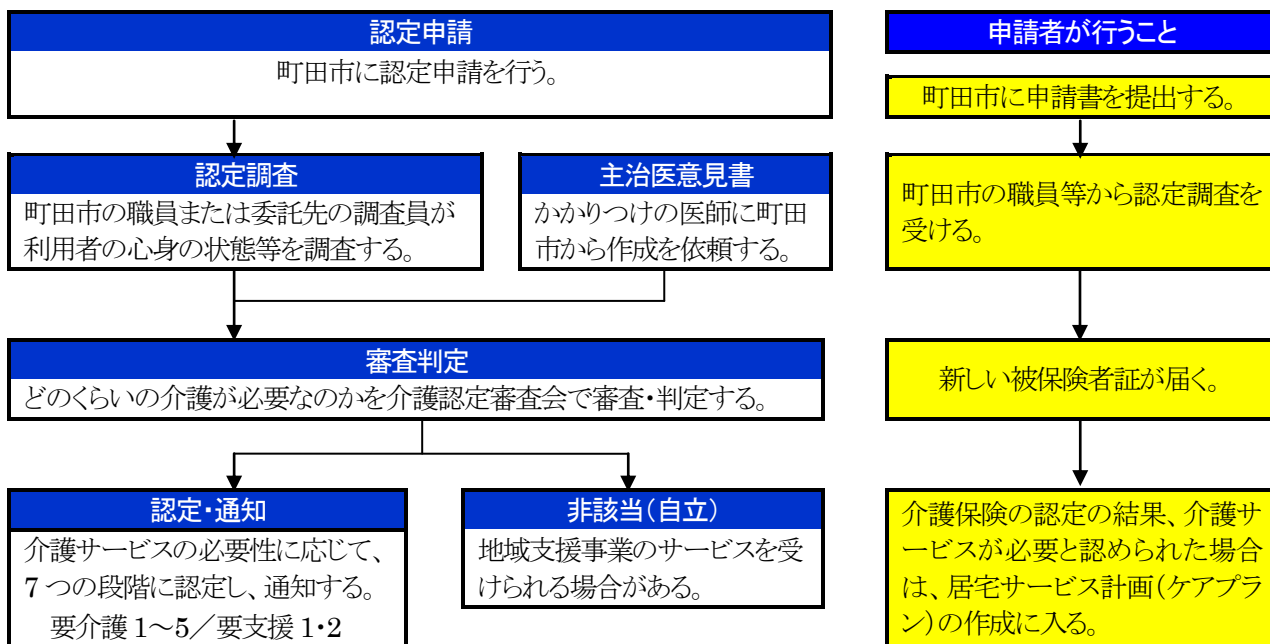 認定申請
町田市に認定申請を行う。
認定調査
町田市の職員または委託先の調査員が
利用者の心身の状態等を調査する。
主治医意見書
かかりつけの医師に町田
市から作成を依頼する。
審査判定
どのくらいの介護が必要なのかを介護認定審査会で審査・判定する。
認定・通知
介護サービスの必要性に応じて、
7つの段階に認定し、通知する。
要介護1～5／要支援1・2
非該当(自立)
地域支援事業のサービスを受
けられる場合がある。
申請者が行うこと
町田市に申請書を提出する。
町田市の職員等から認定調査を
受ける。
新しい被保険者証が届く。
介護保険の認定の結果、介護サ
ービスが必要と認められた場合
は、居宅サービス計画(ケアプラ
ン)の作成に入る。